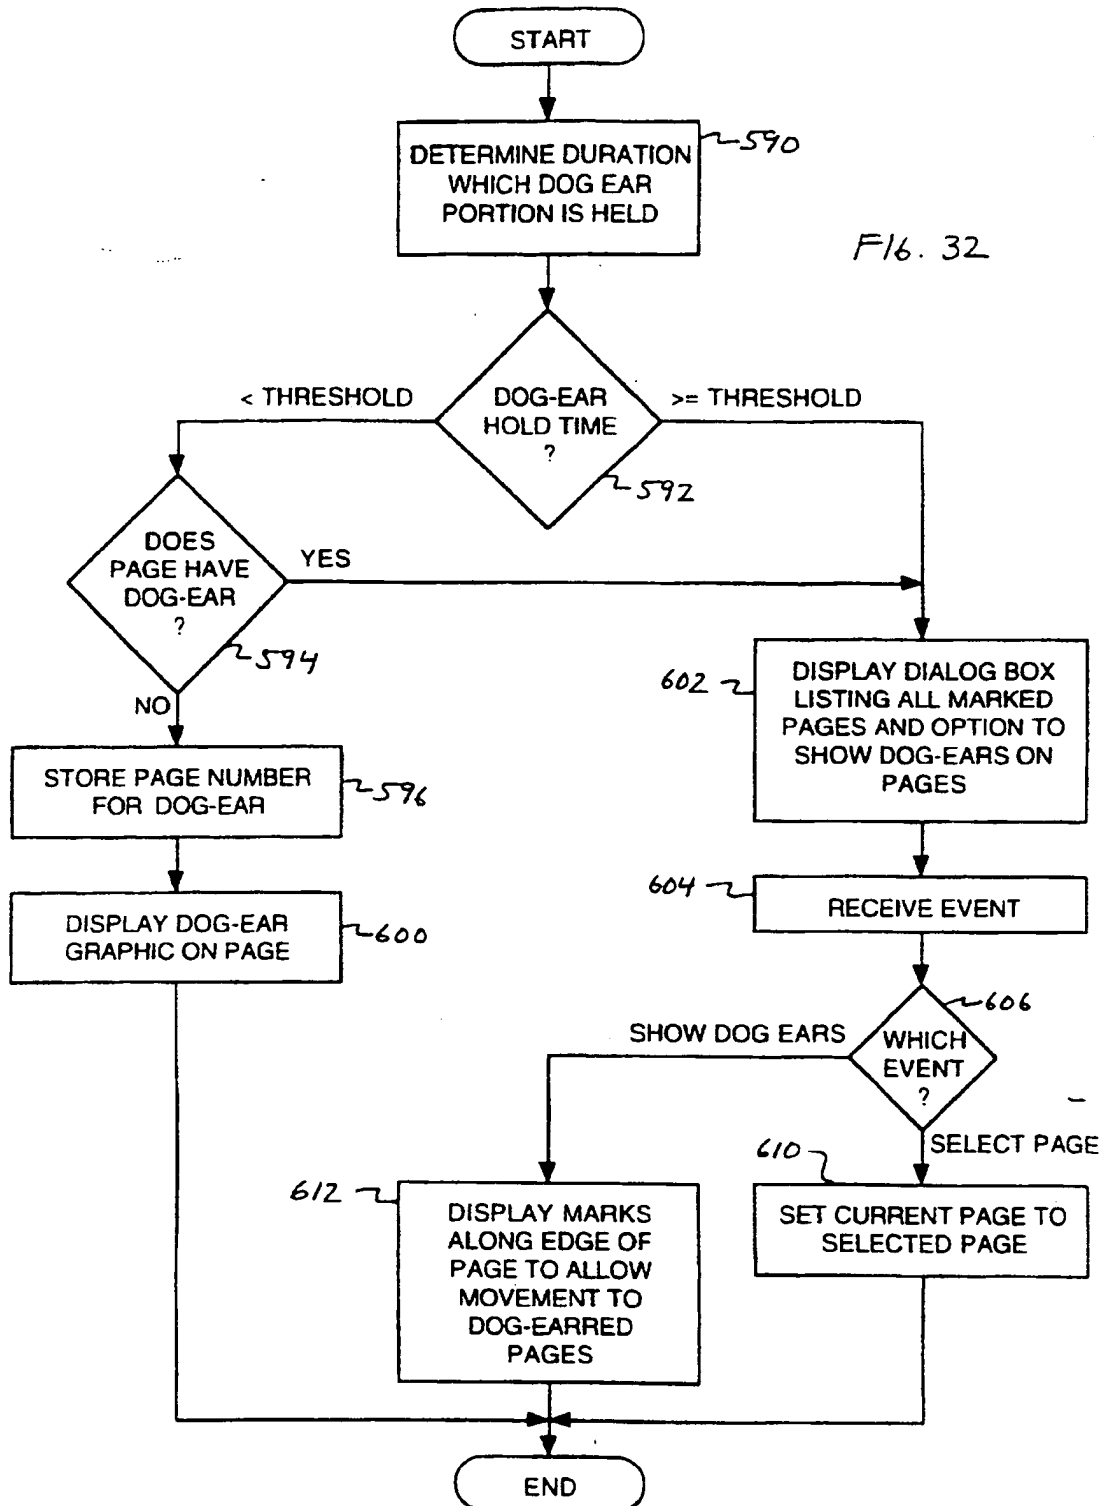 START
DETERMINE DURATION
WHICH DOG EAR
PORTION IS HELD
590
FIG. 32
< THRESHOLD
DOG-EAR
HOLD TIME
?
>= THRESHOLD
592
DOES
PAGE HAVE
DOG-EAR
?
YES
594
NO
STORE PAGE NUMBER
FOR DOG-EAR
596
DISPLAY DOG-EAR
GRAPHIC ON PAGE
600
602
DISPLAY DIALOG BOX
LISTING ALL MARKED
PAGES AND OPTION TO
SHOW DOG-EARS ON
PAGES
604
RECEIVE EVENT
606
SHOW DOG EARS
WHICH
EVENT
?
SELECT PAGE
610
SET CURRENT PAGE TO
SELECTED PAGE
612
DISPLAY MARKS
ALONG EDGE OF
PAGE TO ALLOW
MOVEMENT TO
DOG-EARRED
PAGES
END